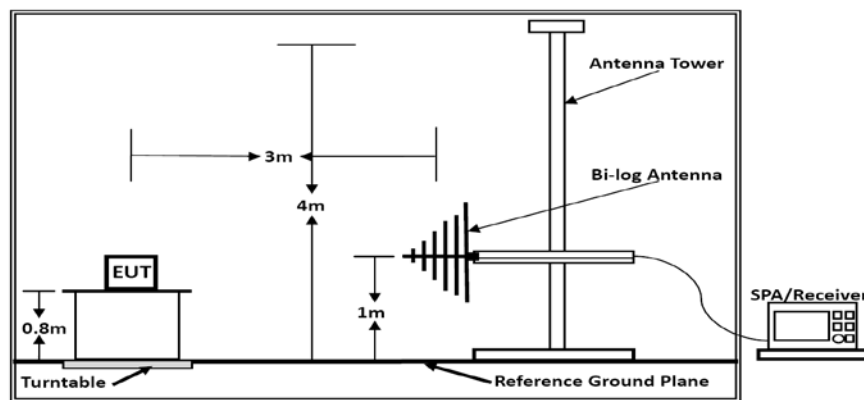 Antenna Tower
3m
Bi-log Antenna
4m
EUT
SPA/Receiver
0.8m
1m
Turntable
Reference Ground Plane